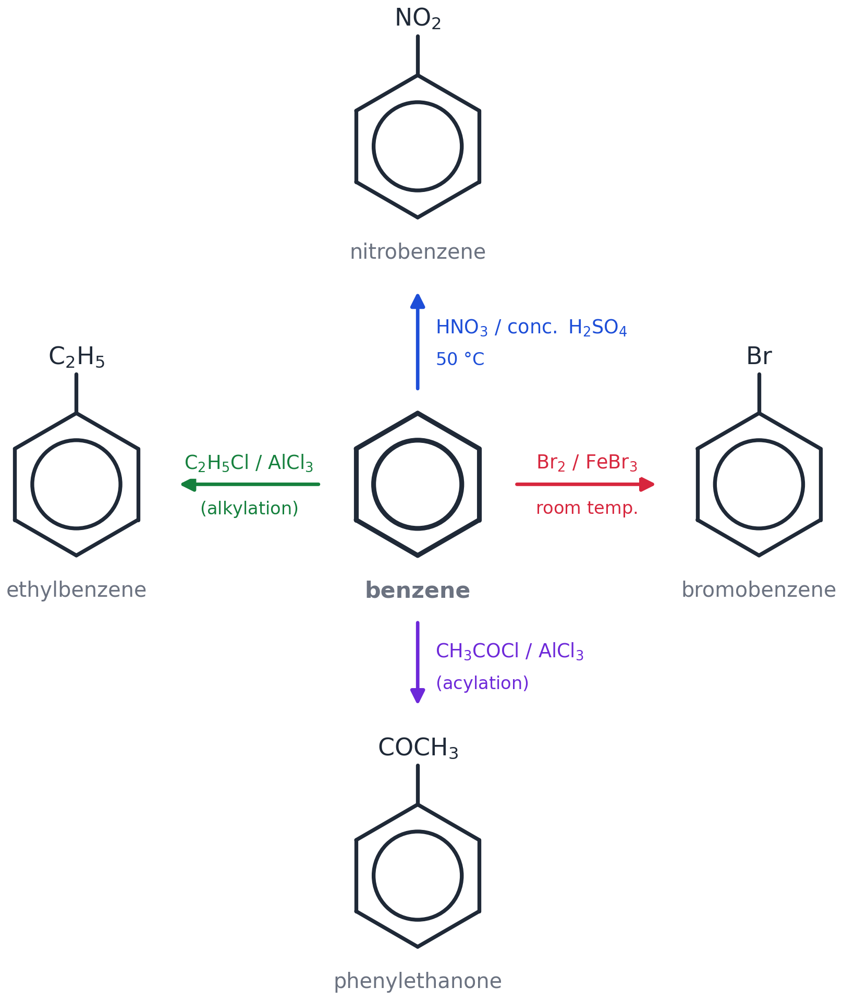 NO₂
nitrobenzene
HNO₃ / conc. H₂SO₄
50 °C
C₂H₅
Br
C₂H₅Cl / AlCl₃
(alkylation)
Br₂ / FeBr₃
room temp.
ethylbenzene
benzene
bromobenzene
CH₃COCl / AlCl₃
(acylation)
COCH₃
phenylethanone